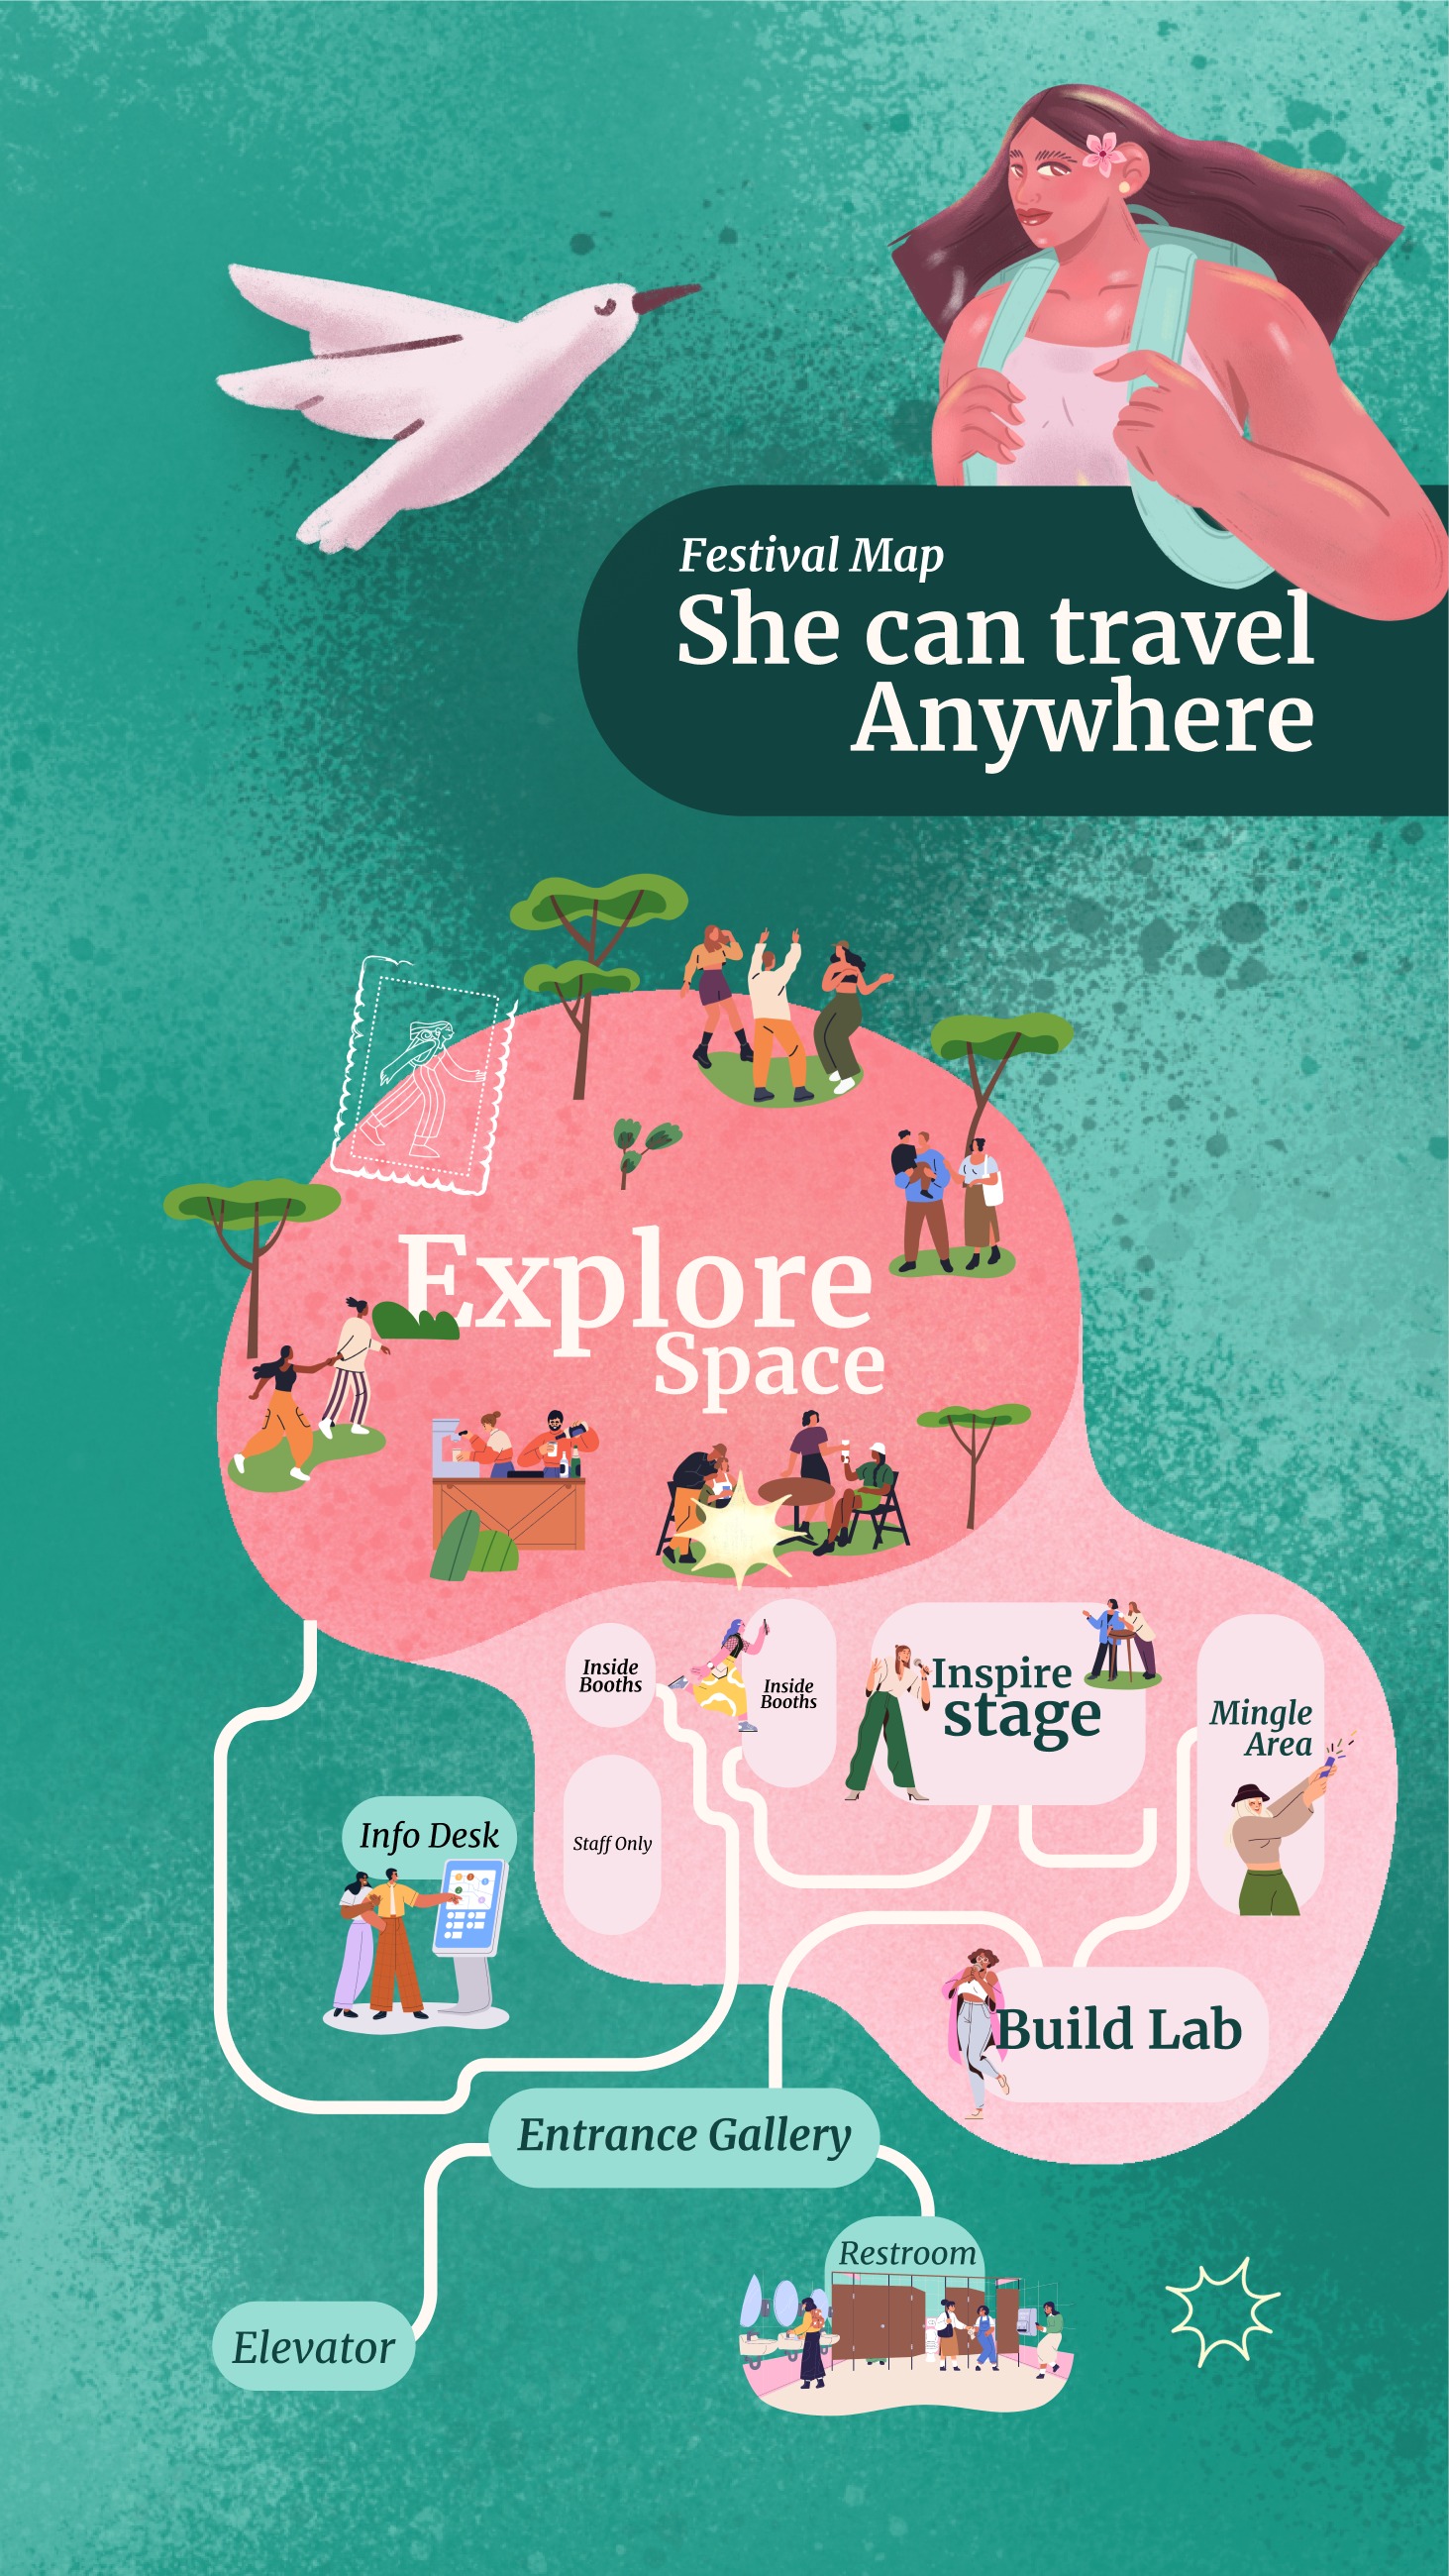 Festival Map
She can travel
Anywhere
Explore
Space
Inside
Booths
Inside
Booths
Inspire
stage
Mingle
Area
Info Desk
Staff Only
Build Lab
Entrance Gallery
Restroom
Elevator